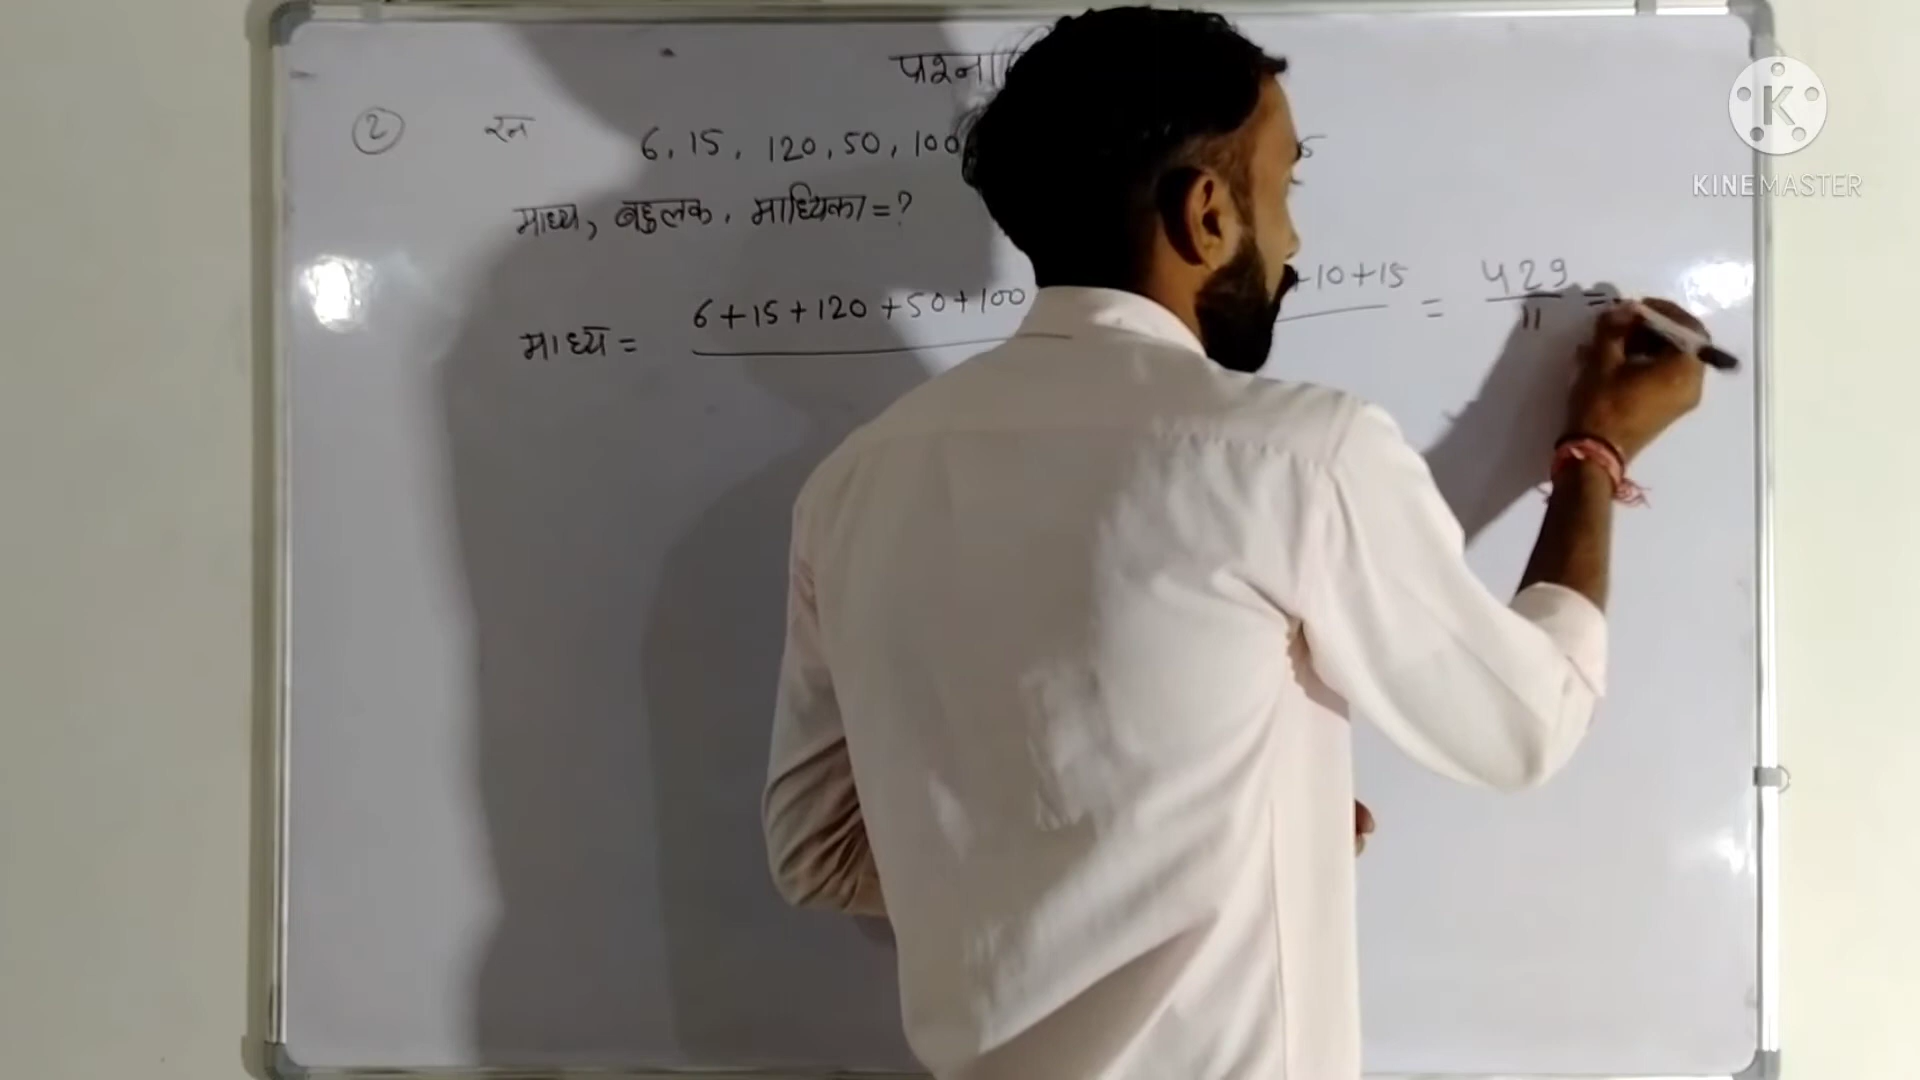 ② रन 6, 15, 120, 50, 100
माध्य, बहुलक, माध्यिका = ?
माध्य = 6+15+120+50+100 +10+15 = 429/11 =
KINEMASTER